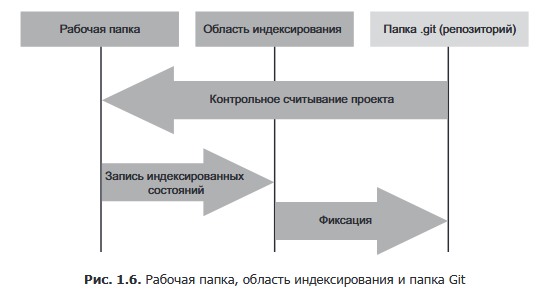 Рабочая папка
Область индексирования
Папка .git (репозиторий)
Контрольное считывание проекта
Запись индексированных
состояний
Фиксация
Рис. 1.6. Рабочая папка, область индексирования и папка Git